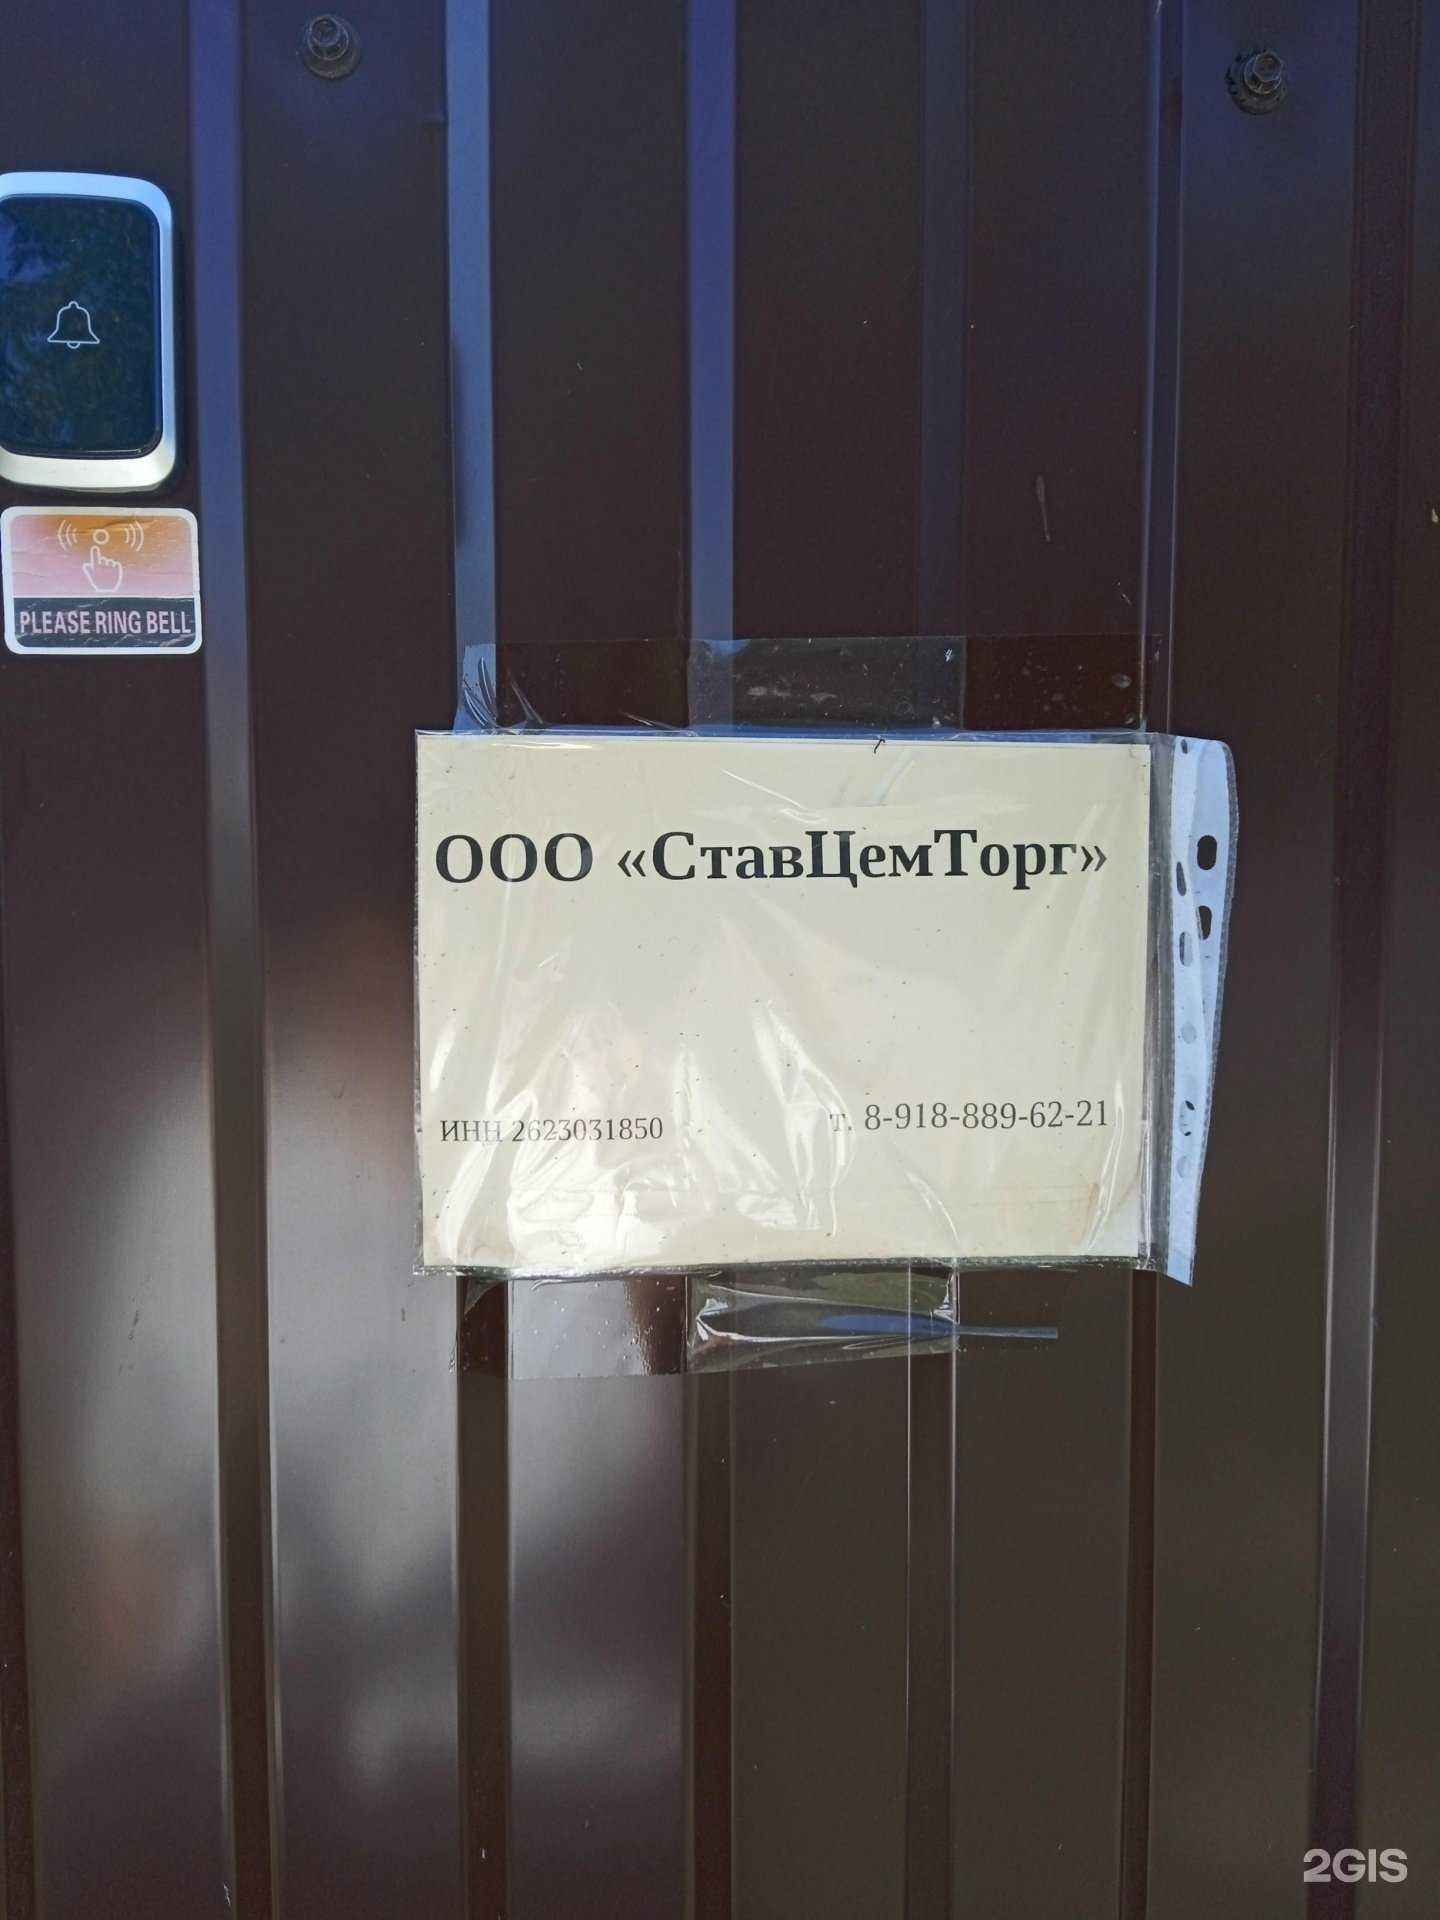 PLEASE RING BELL
ООО «СтавЦемТорг»
ИНН 2623031850
т. 8-918-889-62-21
2GIS